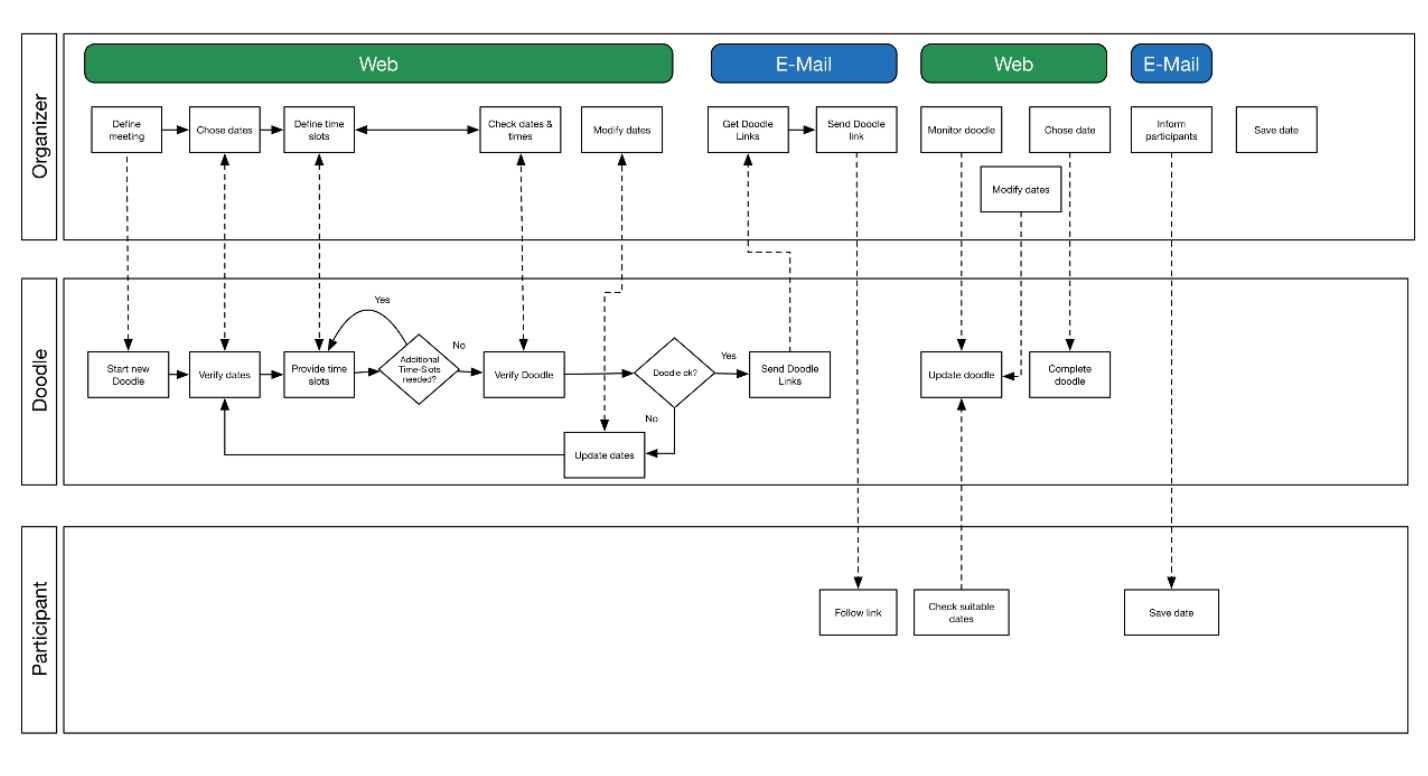 Organizer
Web
E-Mail
Web
E-Mail
Define
meeting
Chose dates
Define time
slots
Check dates &
times
Modify dates
Get Doodle
Links
Send Doodle
link
Monitor doodle
Chose date
Inform
participants
Save date
Modify dates
Doodle
Yes
No
Start new
Doodle
Verify dates
Provide time
slots
Additional
Time-Slots
needed?
Verify Doodle
Doodle ok?
Yes
Send Doodle
Links
Update doodle
Complete
doodle
No
Update dates
Participant
Follow link
Check suitable
dates
Save date